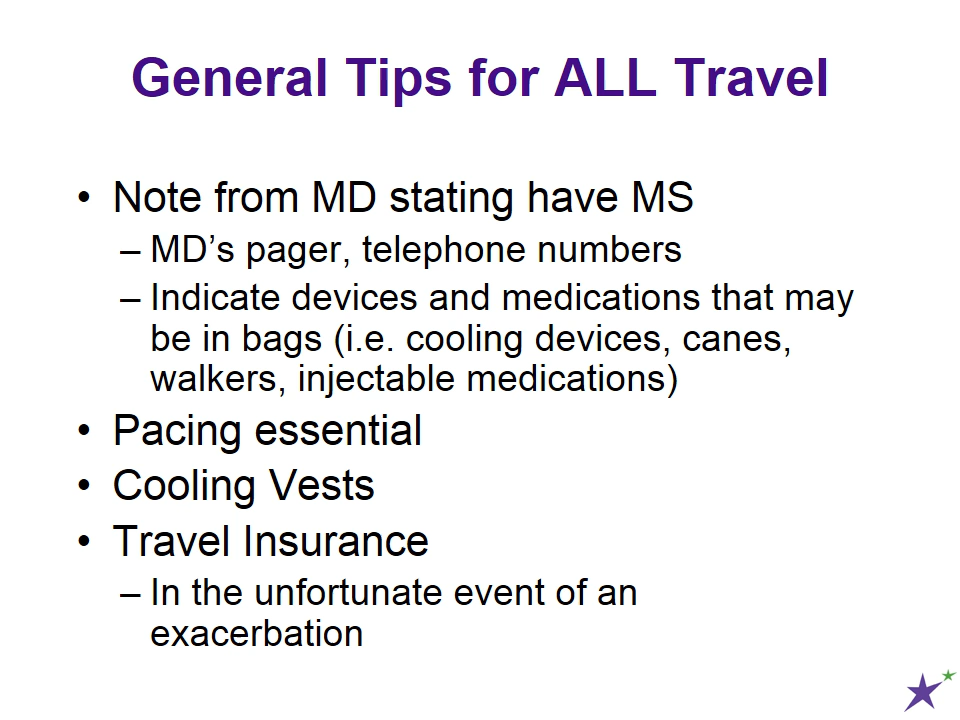 General Tips for ALL Travel
• Note from MD stating have MS
– MD’s pager, telephone numbers
– Indicate devices and medications that may
be in bags (i.e. cooling devices, canes,
walkers, injectable medications)
• Pacing essential
• Cooling Vests
• Travel Insurance
– In the unfortunate event of an
exacerbation